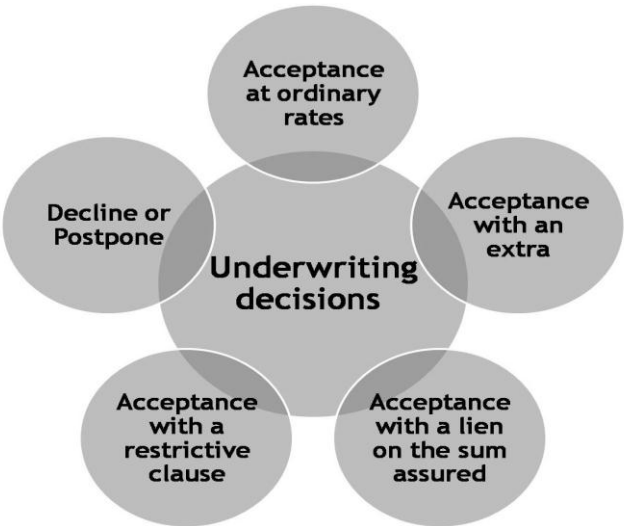 Acceptance
at ordinary
rates
Decline or
Postpone
Acceptance
with an
extra
Underwriting
decisions
Acceptance
with a
restrictive
clause
Acceptance
with a lien
on the sum
assured